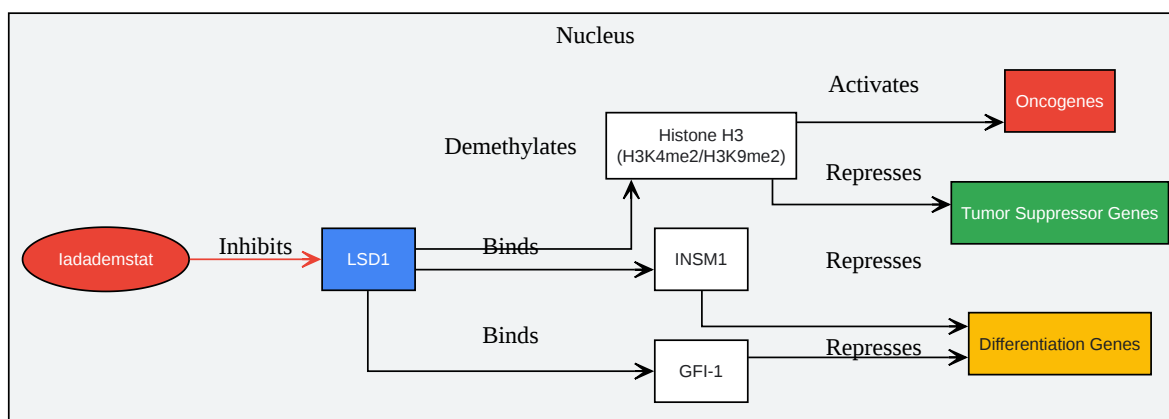 Nucleus
Activates
Oncogenes
Demethylates
Histone H3
(H3K4me2/H3K9me2)
Represses
Tumor Suppressor Genes
Iadademstat
Inhibits
LSD1
Binds
INSM1
Represses
Binds
GFI-1
Represses
Differentiation Genes